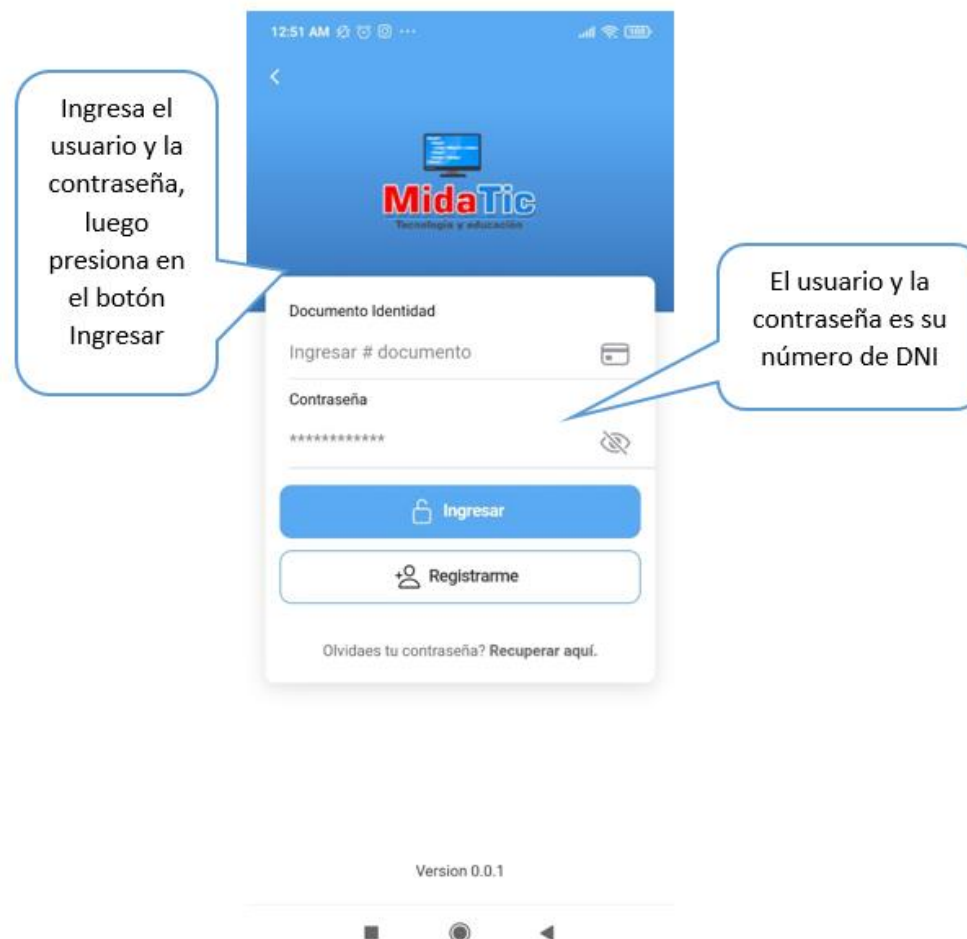 12:51 AM
Ingresa el
usuario y la
contraseña,
luego
presiona en
el botón
Ingresar
MidaTic
Tecnología y educación
El usuario y la
contraseña es su
número de DNI
Documento Identidad
Ingresar # documento
Contraseña
************
Ingresar
Registrarme
Olvidaes tu contraseña? Recuperar aquí.
Version 0.0.1